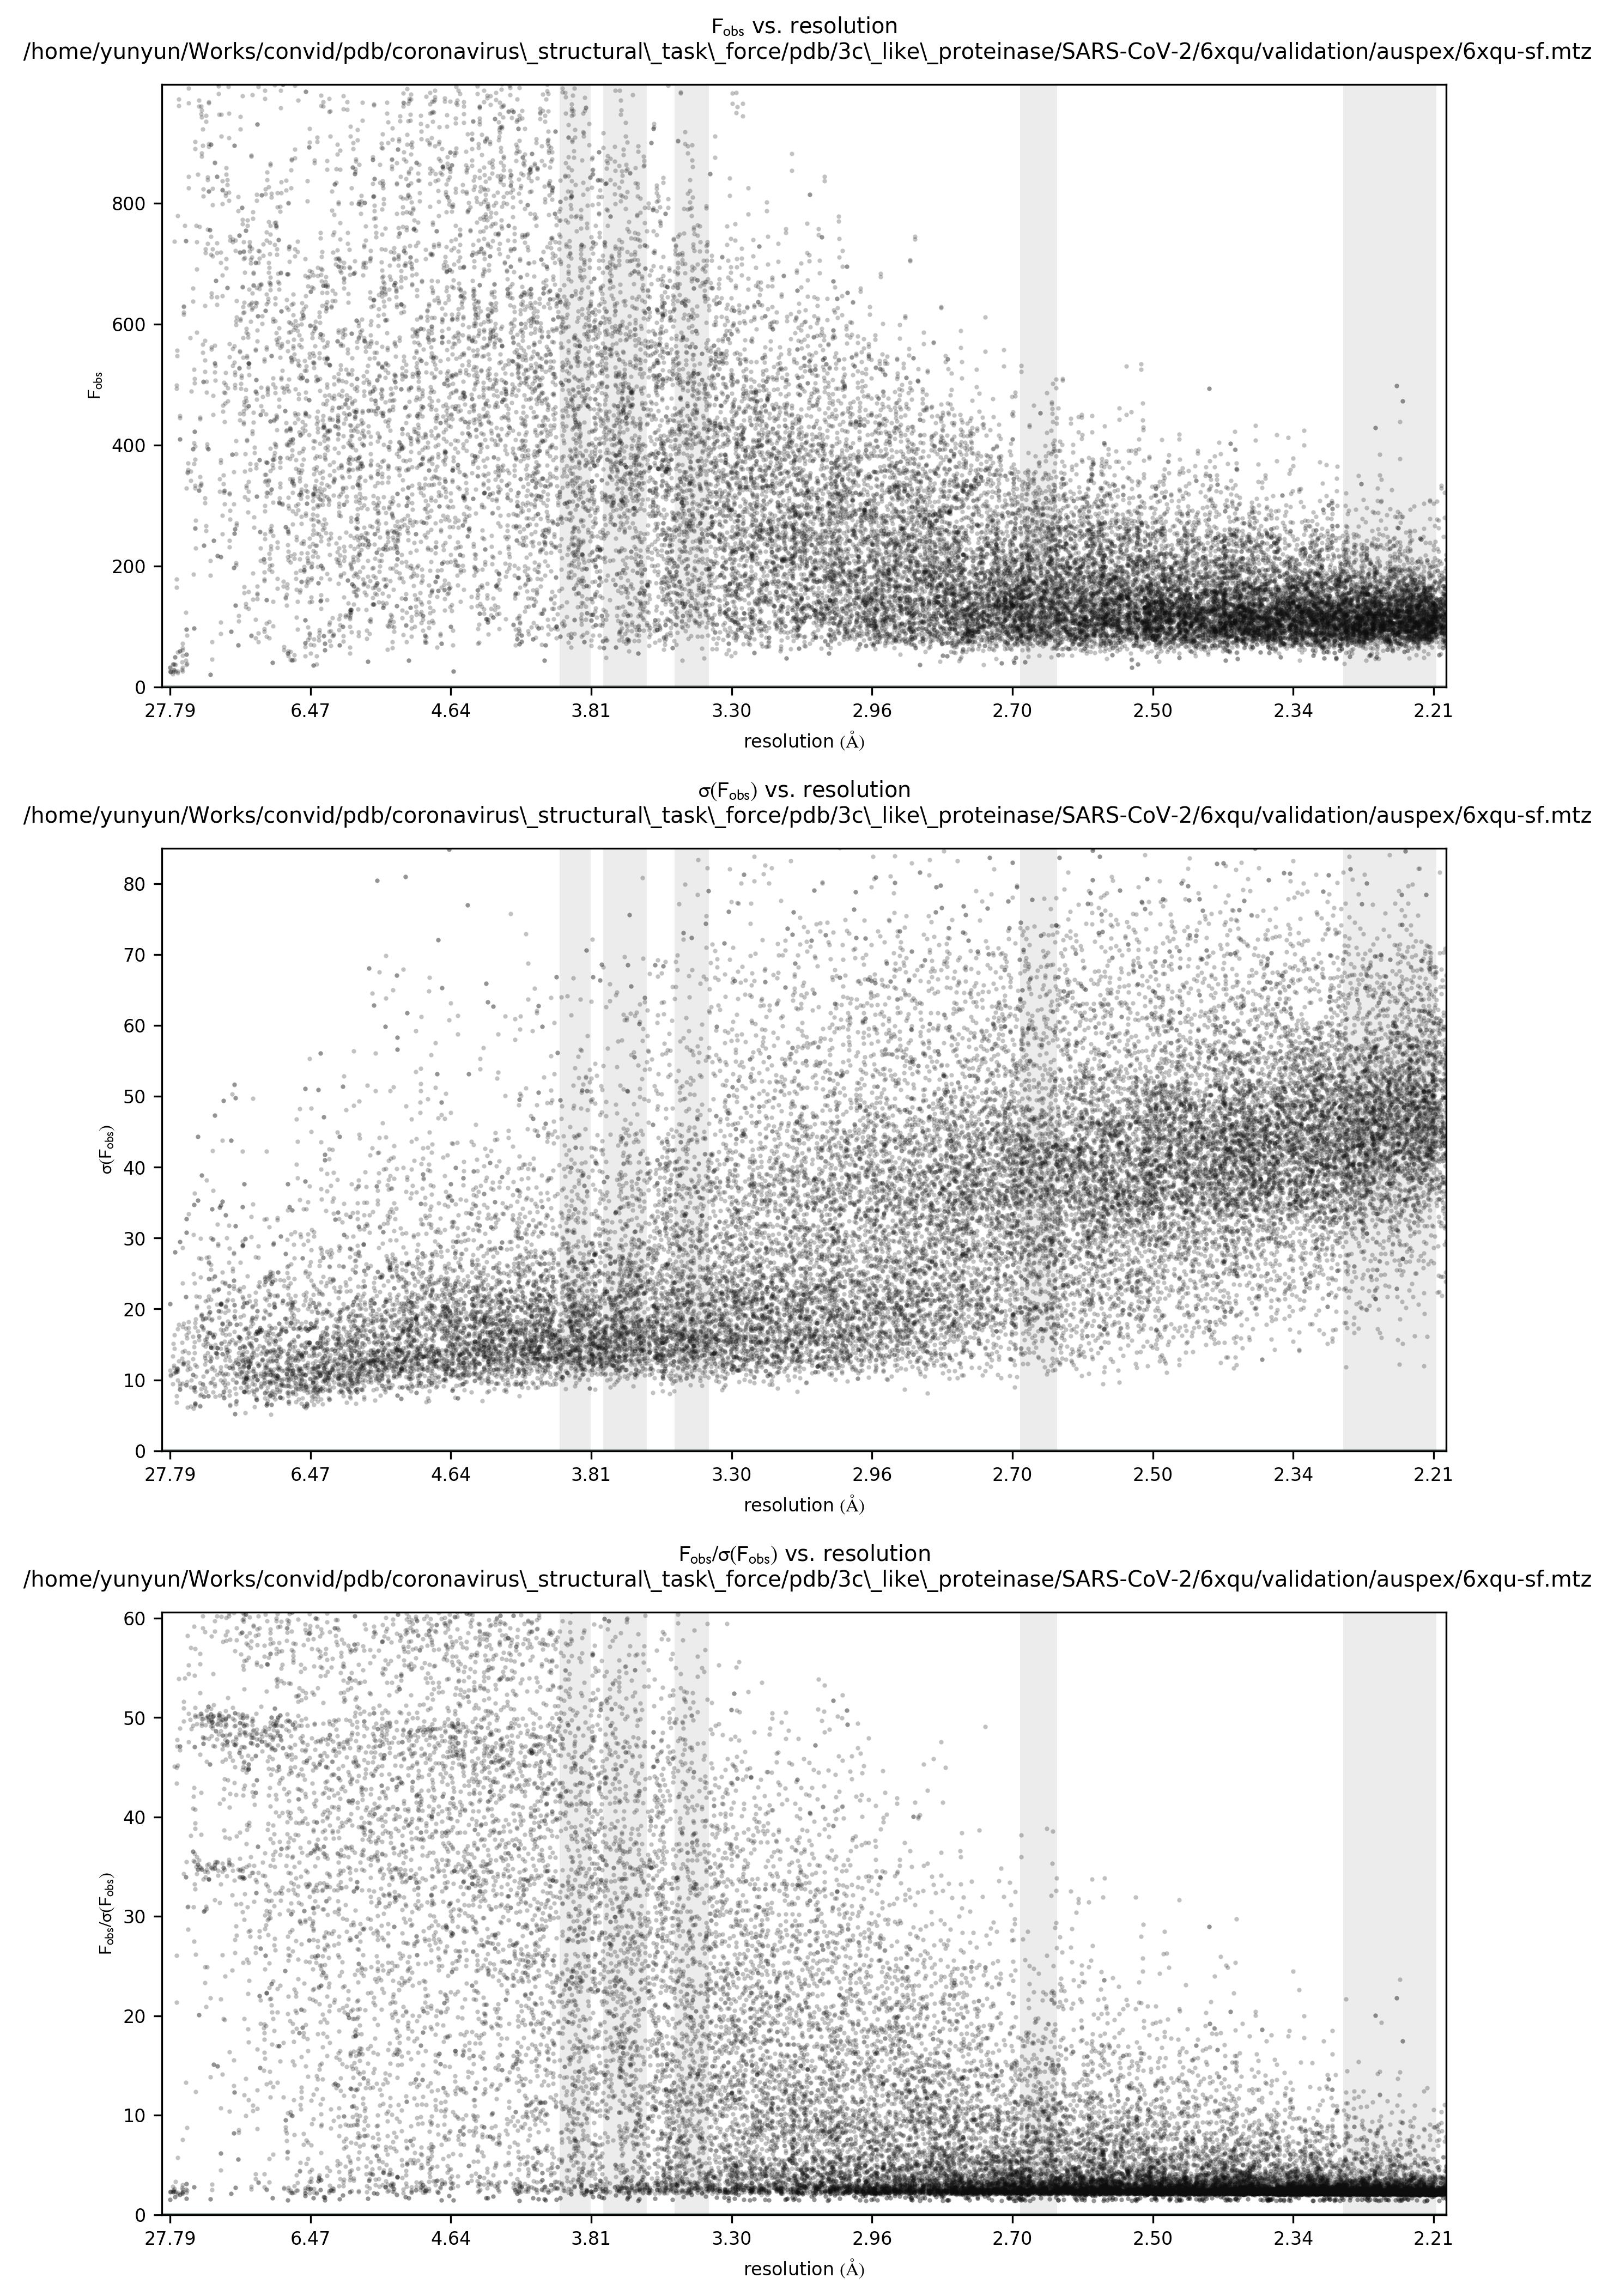 Fobs vs. resolution
/home/yunyun/Works/convid/pdb/coronavirus\_structural\_task\_force/pdb/3c\_like\_proteinase/SARS-CoV-2/6xqu/validation/auspex/6xqu-sf.mtz
800
600
Fobs
400
200
0
27.79 6.47 4.64 3.81 3.30 2.96 2.70 2.50 2.34 2.21
resolution (Å)
σ(Fobs) vs. resolution
/home/yunyun/Works/convid/pdb/coronavirus\_structural\_task\_force/pdb/3c\_like\_proteinase/SARS-CoV-2/6xqu/validation/auspex/6xqu-sf.mtz
80
70
60
50
σ(Fobs)
40
30
20
10
0
27.79 6.47 4.64 3.81 3.30 2.96 2.70 2.50 2.34 2.21
resolution (Å)
Fobs/σ(Fobs) vs. resolution
/home/yunyun/Works/convid/pdb/coronavirus\_structural\_task\_force/pdb/3c\_like\_proteinase/SARS-CoV-2/6xqu/validation/auspex/6xqu-sf.mtz
60
50
40
30
Fobs/σ(Fobs)
20
10
0
27.79 6.47 4.64 3.81 3.30 2.96 2.70 2.50 2.34 2.21
resolution (Å)